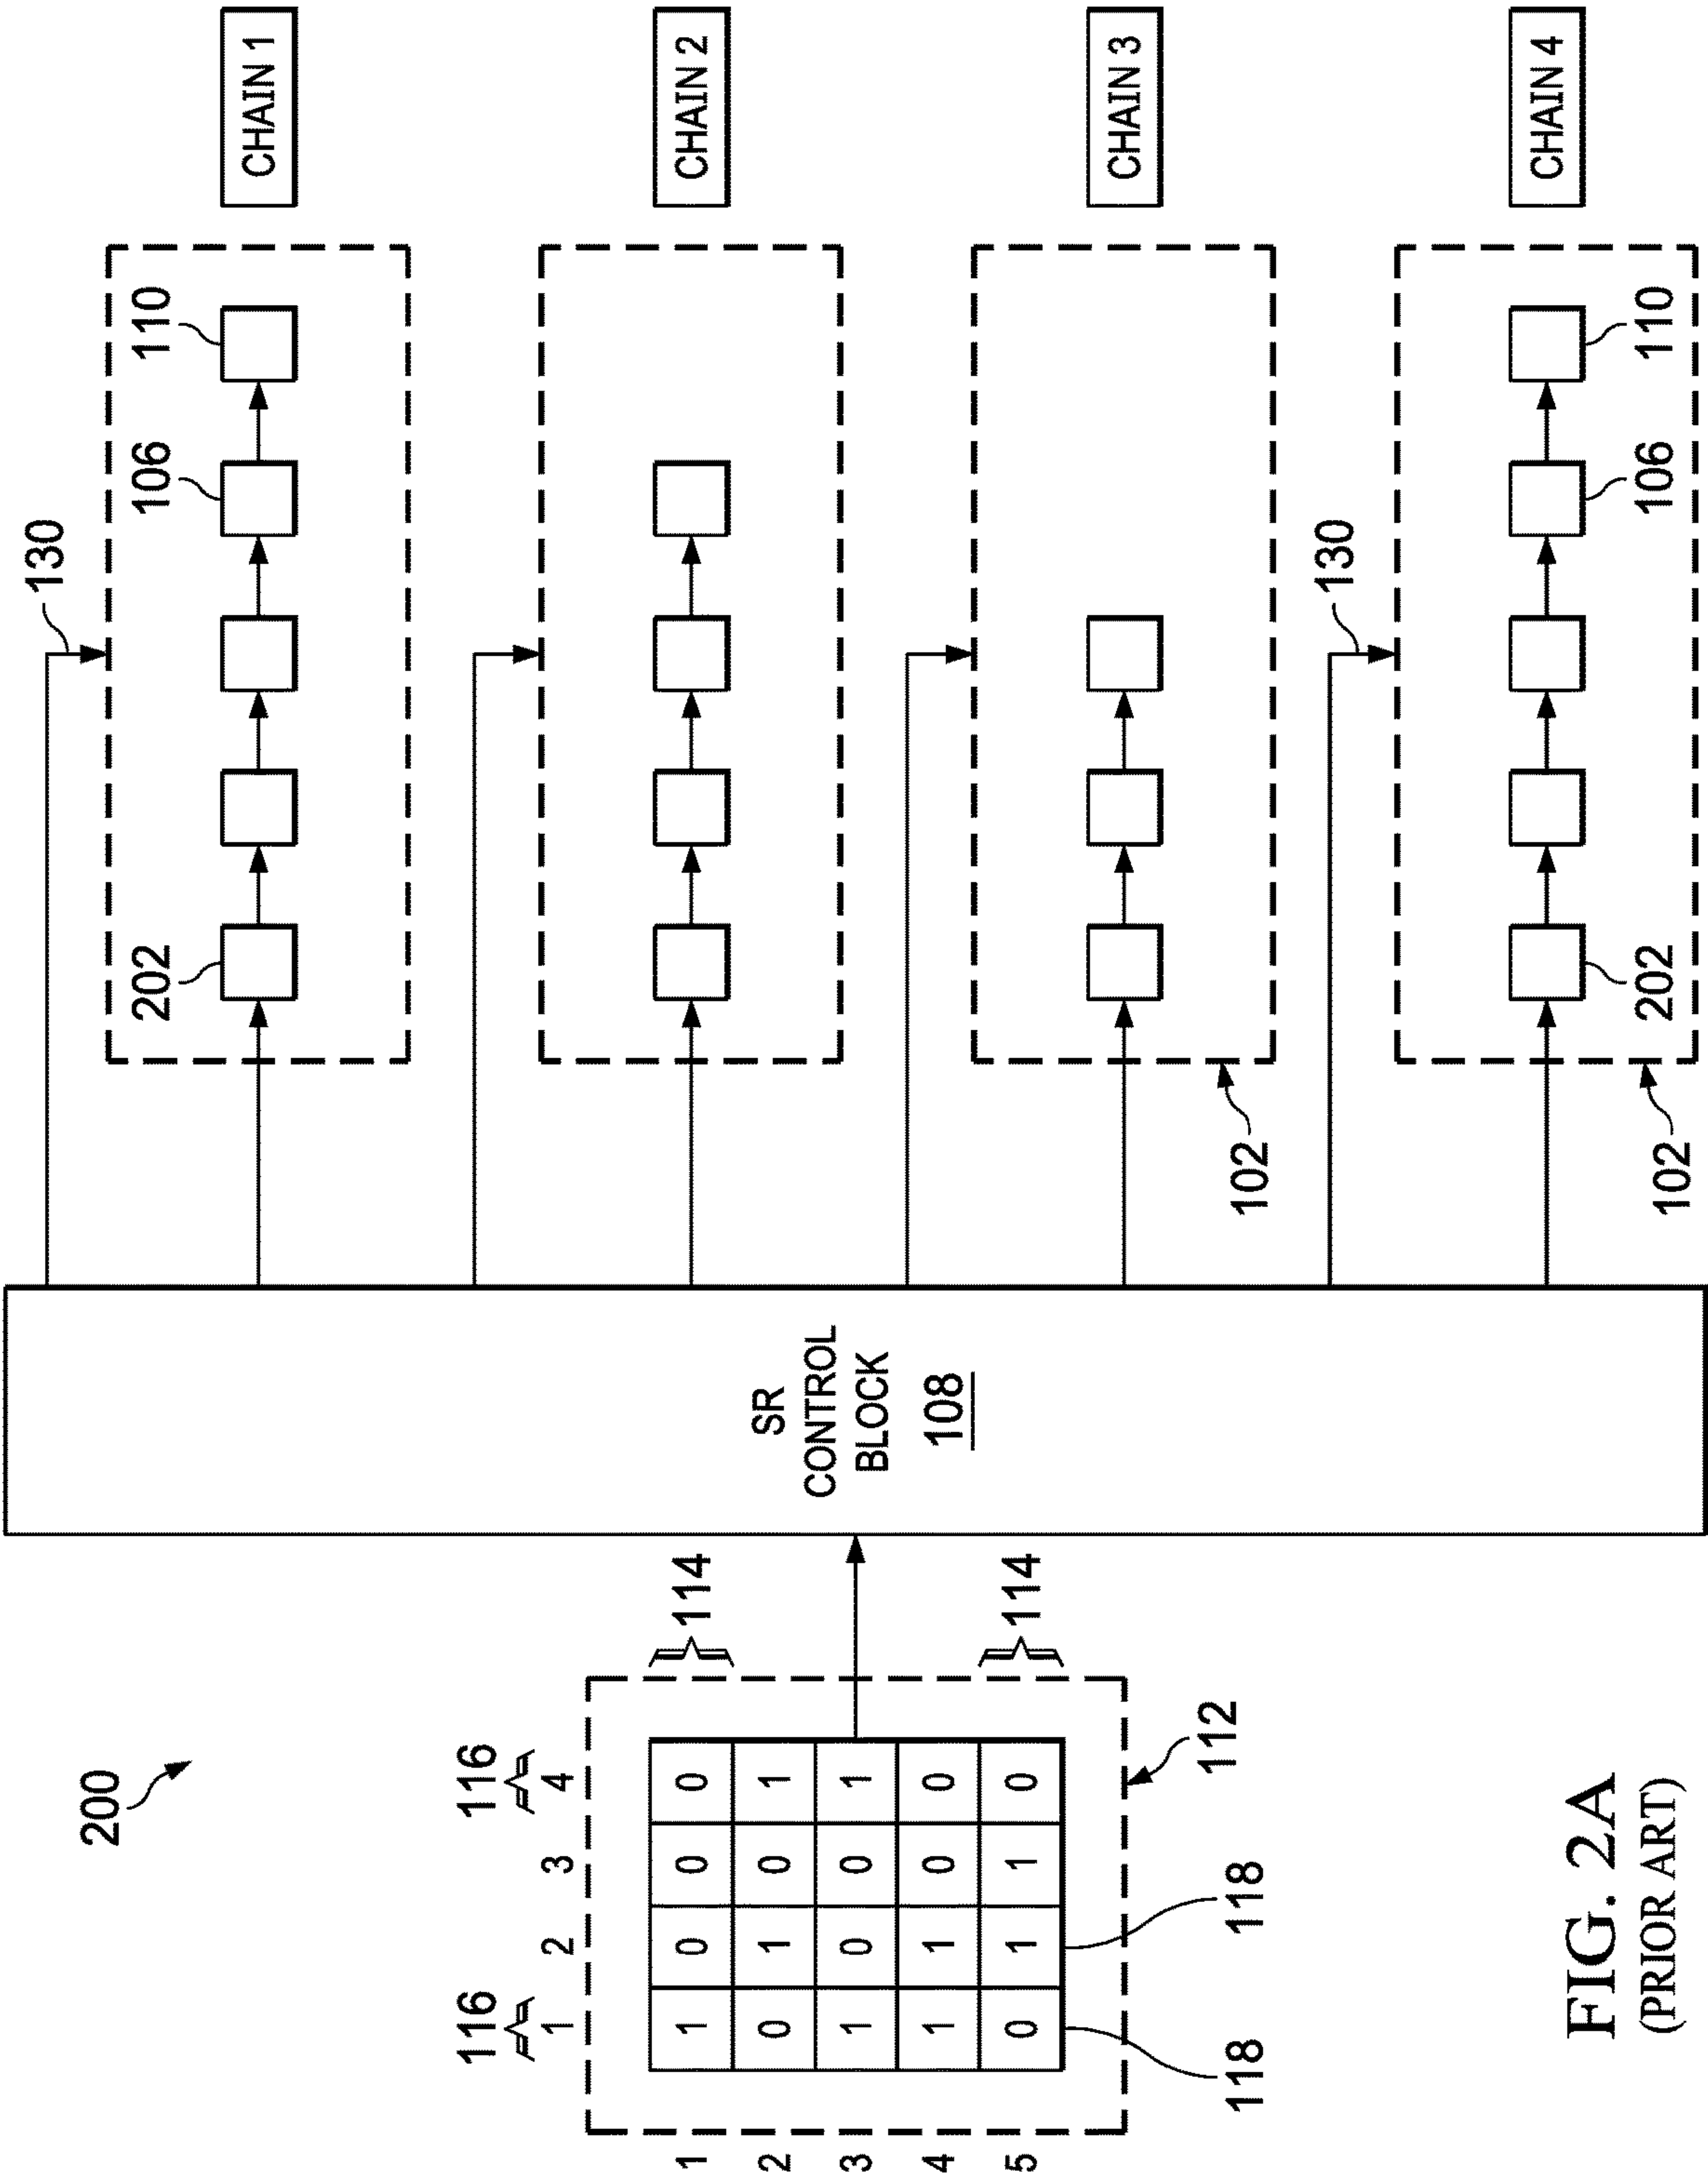 200
130
202 106 110
CHAIN 1
116 116
1 2 3 4
1 1 0 0 0 114
2 0 1 0 1
3 1 0 0 1
4 1 1 0 0
5 0 1 1 0 114
118 118 112
SR
CONTROL
BLOCK
108
CHAIN 2
CHAIN 3
102
130
CHAIN 4
202 106 110
102
FIG. 2A
(PRIOR ART)